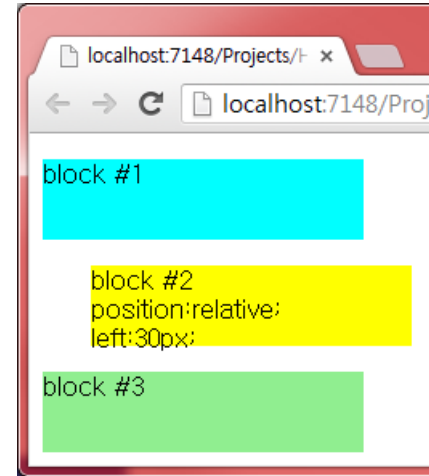 localhost:7148/Projects/H
localhost:7148/Proj
block #1
block #2
position:relative;
left:30px;
block #3